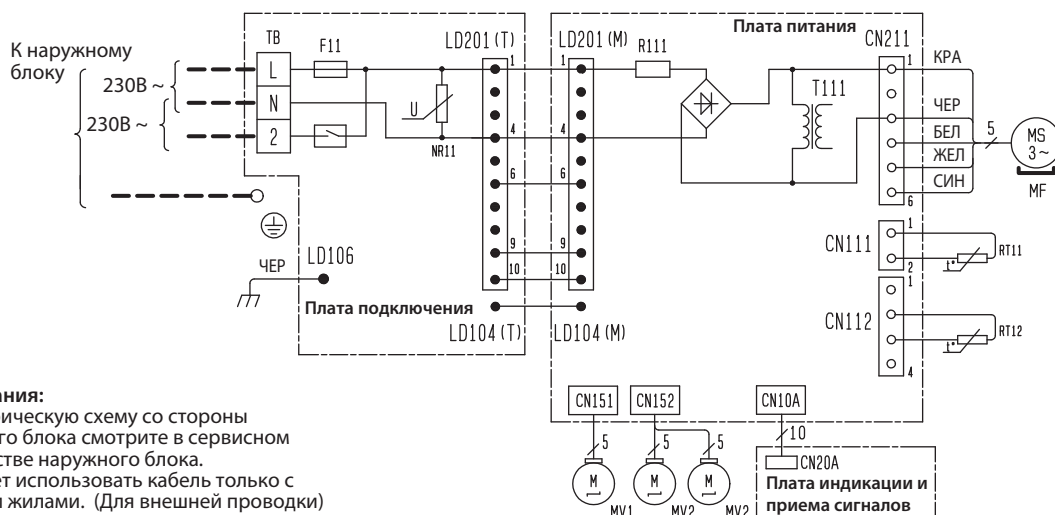 К наружному
блоку
230В ~
230В ~
TB
L
N
2
F11
U
NR11
LD201 (T)
1
4
6
9
10
LD104 (T)
LD106
ЧЕР
Плата подключения
Плата питания
LD201 (M)
1
4
6
9
10
LD104 (M)
R111
T111
CN211
1
6
КРА
ЧЕР
БЕЛ
ЖЕЛ
СИН
5
MS
3~
MF
CN111
1
2
t°
RT11
CN112
1
4
t°
RT12
CN151
CN152
CN10A
5
5
5
10
M
M
M
MV1
MV2
MV2
CN20A
Плата индикации и
приема сигналов
ания:
рическую схему со стороны
го блока смотрите в сервисном
стве наружного блока.
ет использовать кабель только с
и жилами. (Для внешней проводки)